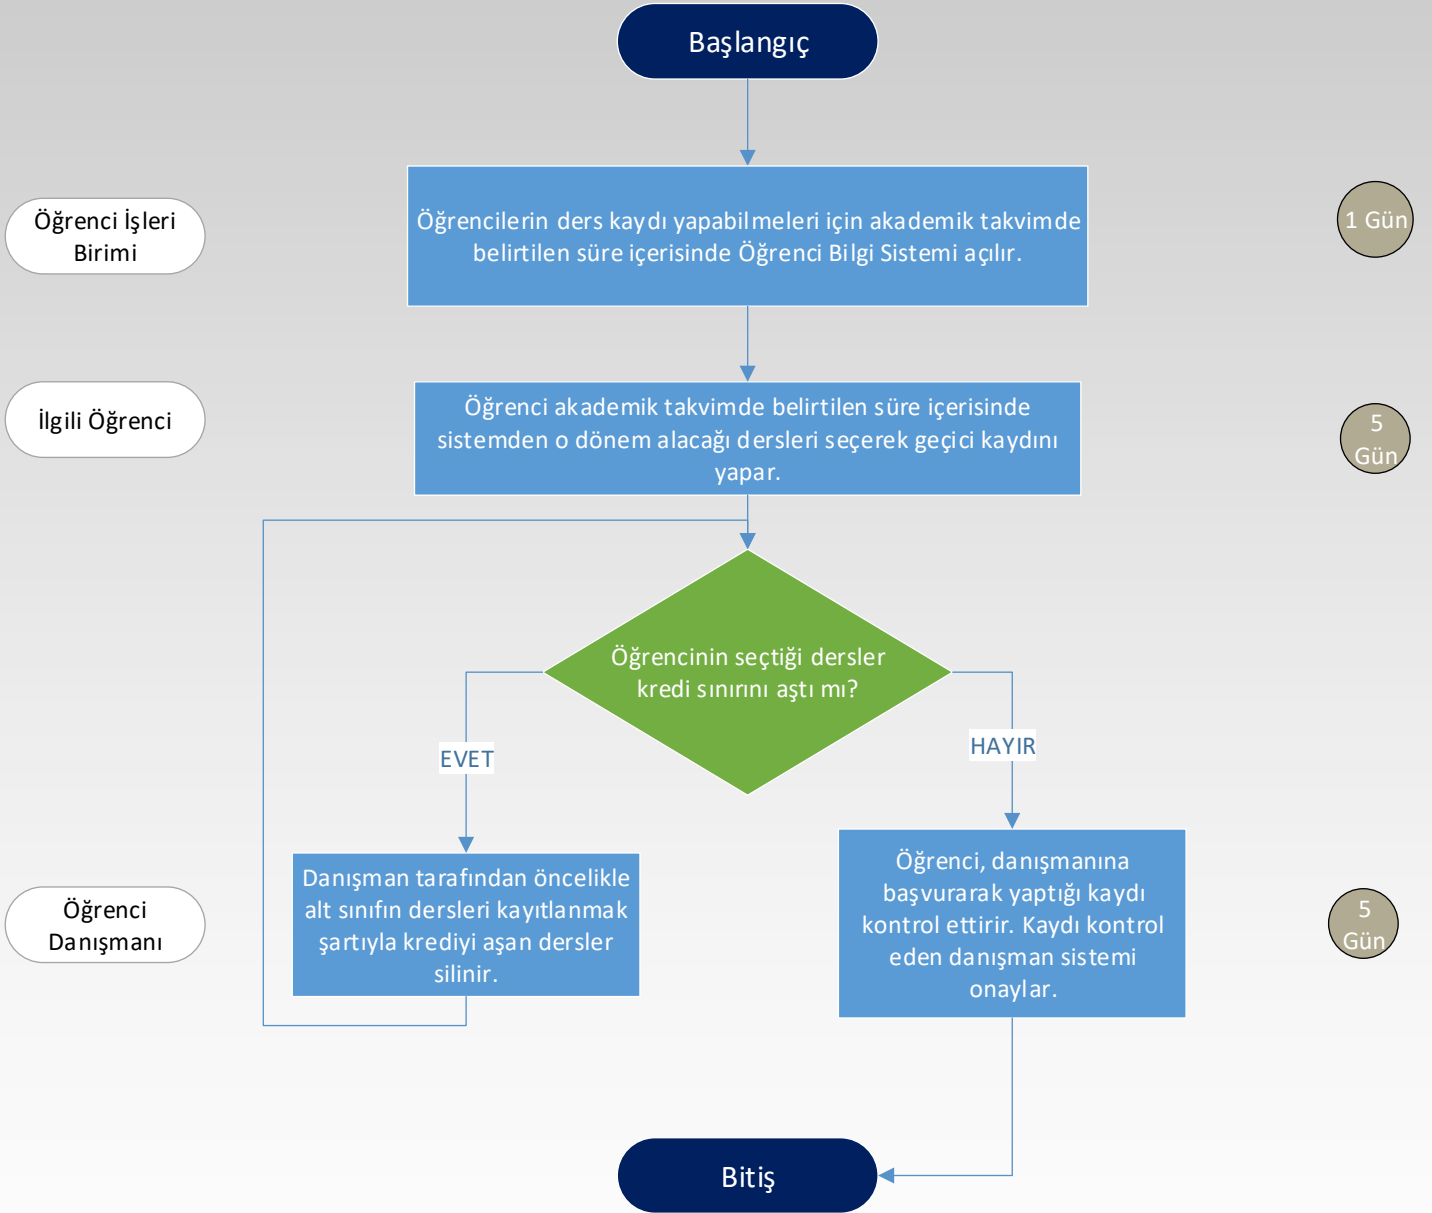 Başlangıç
Öğrenci İşleri
Birimi
Öğrencilerin ders kaydı yapabilmeleri için akademik takvimde
belirtilen süre içerisinde Öğrenci Bilgi Sistemi açılır.
1 Gün
İlgili Öğrenci
Öğrenci akademik takvimde belirtilen süre içerisinde
sistemden o dönem alacağı dersleri seçerek geçici kaydını
yapar.
5
Gün
Öğrencinin seçtiği dersler
kredi sınırını aştı mı?
EVET
HAYIR
Öğrenci
Danışmanı
Danışman tarafından öncelikle
alt sınıfın dersleri kayıtlanmak
şartıyla krediyi aşan dersler
silinir.
Öğrenci, danışmanına
başvurarak yaptığı kaydı
kontrol ettirir. Kaydı kontrol
eden danışman sistemi
onaylar.
5
Gün
Bitiş